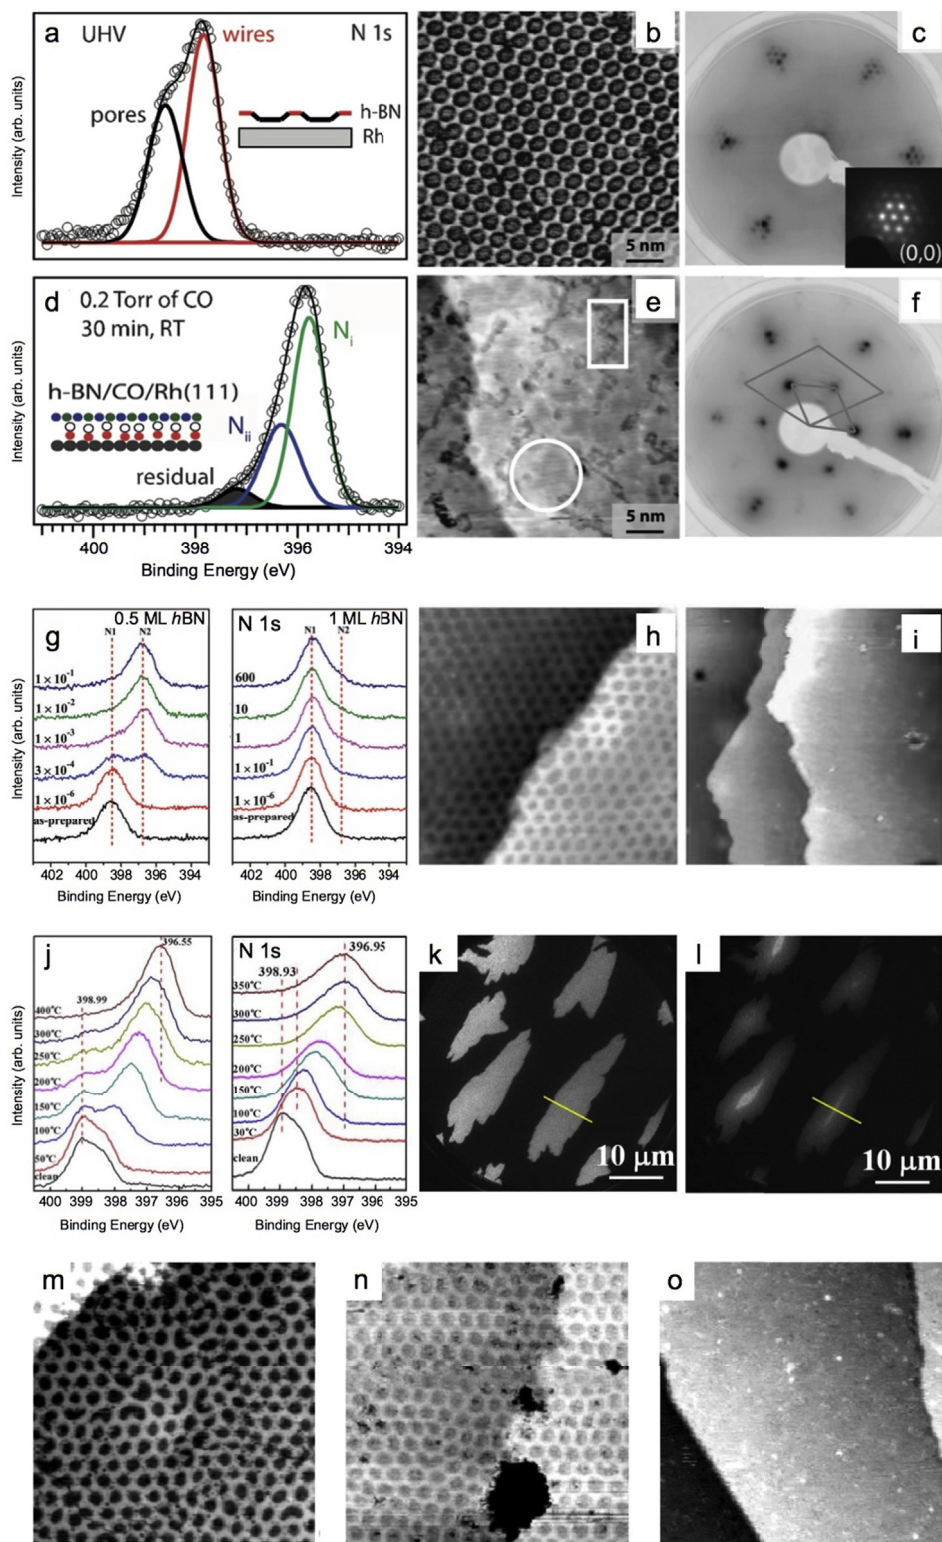 a
UHV
wires
N 1s
pores
h-BN
Rh
Intensity (arb. units)
b
5 nm
c
(0,0)
d
0.2 Torr of CO
30 min, RT
Ni
h-BN/CO/Rh(111)
Nii
residual
Intensity (arb. units)
400
398
396
394
Binding Energy (eV)
e
5 nm
f
g
0.5 ML hBN
N1
N2
1 × 10-1
1 × 10-2
1 × 10-3
3 × 10-4
1 × 10-6
as-prepared
Intensity (arb. units)
402 400 398 396 394
Binding Energy (eV)
N 1s
1 ML hBN
N1
N2
600
10
1
1 × 10-1
1 × 10-6
as-prepared
402 400 398 396 394
Binding Energy (eV)
h
i
j
396.55
398.99
400°C
300°C
250°C
200°C
150°C
100°C
50°C
clean
Intensity (arb. units)
400 399 398 397 396 395
Binding Energy (eV)
N 1s
396.95
398.93
350°C
300°C
250°C
200°C
150°C
100°C
30°C
clean
400 399 398 397 396 395
Binding Energy (eV)
k
10 μm
l
10 μm
m
n
o